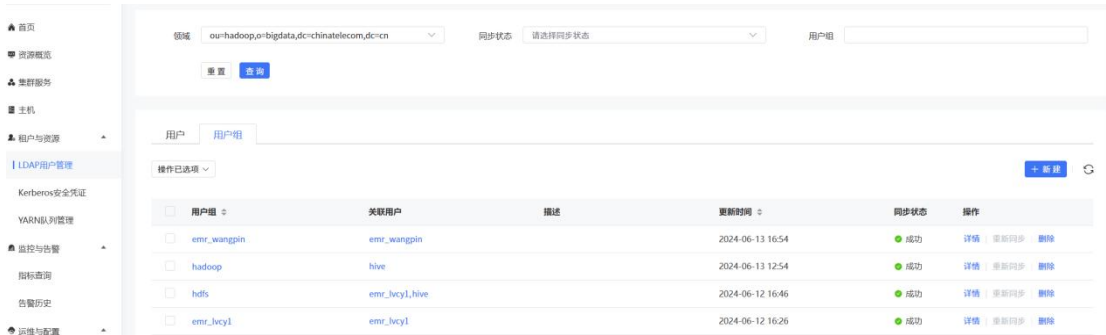 首页
资源概览
集群服务
主机
租户与资源
LDAP用户管理
Kerberos安全凭证
YARN队列管理
监控与告警
指标查询
告警历史
运维与配置
领域 ou=hadoop,o=bigdata,dc=chinatelecom,dc=cn 同步状态 请选择同步状态 用户组
重置 查询
用户 用户组
操作已选项
+ 新建
用户组 关联用户 描述 更新时间 同步状态 操作
emr_wangpin emr_wangpin 2024-06-13 16:54 成功 详情 重新同步 删除
hadoop hive 2024-06-13 12:54 成功 详情 重新同步 删除
hdfs emr_lvcy1,hive 2024-06-12 16:46 成功 详情 重新同步 删除
emr_lvcy1 emr_lvcy1 2024-06-12 16:26 成功 详情 重新同步 删除